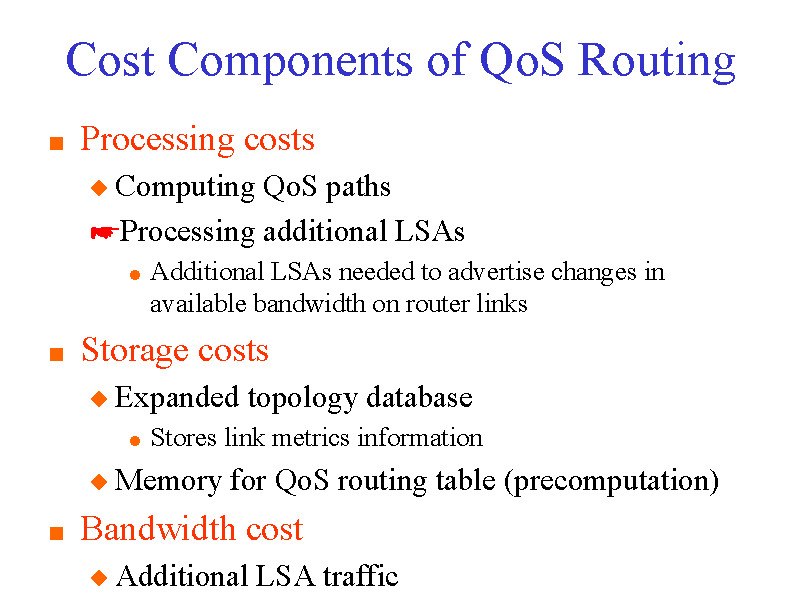 Cost Components of QoS Routing
Processing costs
Computing QoS paths
Processing additional LSAs
Additional LSAs needed to advertise changes in
available bandwidth on router links
Storage costs
Expanded topology database
Stores link metrics information
Memory for QoS routing table (precomputation)
Bandwidth cost
Additional LSA traffic